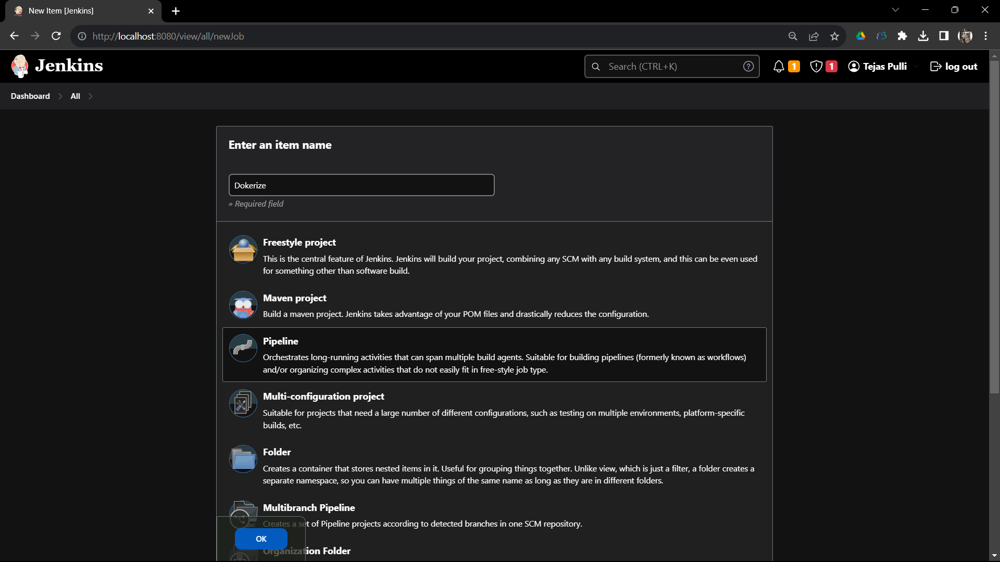 New Item [Jenkins]
http://localhost:8080/view/all/newJob
Jenkins
Search (CTRL+K)
1
1
Tejas Pulli
log out
Dashboard
All
Enter an item name
Dokerize
» Required field
Freestyle project
This is the central feature of Jenkins. Jenkins will build your project, combining any SCM with any build system, and this can be even used
for something other than software build.
Maven project
Build a maven project. Jenkins takes advantage of your POM files and drastically reduces the configuration.
Pipeline
Orchestrates long-running activities that can span multiple build agents. Suitable for building pipelines (formerly known as workflows)
and/or organizing complex activities that do not easily fit in free-style job type.
Multi-configuration project
Suitable for projects that need a large number of different configurations, such as testing on multiple environments, platform-specific
builds, etc.
Folder
Creates a container that stores nested items in it. Useful for grouping things together. Unlike view, which is just a filter, a folder creates a
separate namespace, so you can have multiple things of the same name as long as they are in different folders.
Multibranch Pipeline
Creates a set of Pipeline projects according to detected branches in one SCM repository.
OK
Organization Folder